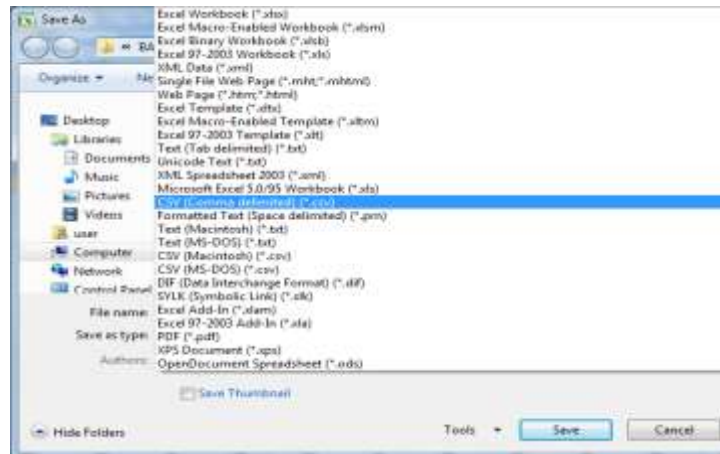 Save As
Excel Workbook (*.xlsx)
Excel Macro-Enabled Workbook (*.xlsm)
Excel Binary Workbook (*.xlsb)
Excel 97-2003 Workbook (*.xls)
XML Data (*.xml)
Single File Web Page (*.mht;*.mhtml)
Web Page (*.htm;*.html)
Excel Template (*.xltx)
Excel Macro-Enabled Template (*.xltm)
Excel 97-2003 Template (*.xlt)
Text (Tab delimited) (*.txt)
Unicode Text (*.txt)
XML Spreadsheet 2003 (*.xml)
Microsoft Excel 5.0/95 Workbook (*.xls)
CSV (Comma delimited) (*.csv)
Formatted Text (Space delimited) (*.prn)
Text (Macintosh) (*.txt)
Text (MS-DOS) (*.txt)
CSV (Macintosh) (*.csv)
CSV (MS-DOS) (*.csv)
DIF (Data Interchange Format) (*.dif)
SYLK (Symbolic Link) (*.slk)
Excel Add-In (*.xlam)
Excel 97-2003 Add-In (*.xla)
PDF (*.pdf)
XPS Document (*.xps)
OpenDocument Spreadsheet (*.ods)
Organize
Desktop
Libraries
Documents
Music
Pictures
Videos
user
Computer
Network
Control Panel
File name:
Save as type:
Authors:
Save Thumbnail
Hide Folders
Tools
Save
Cancel